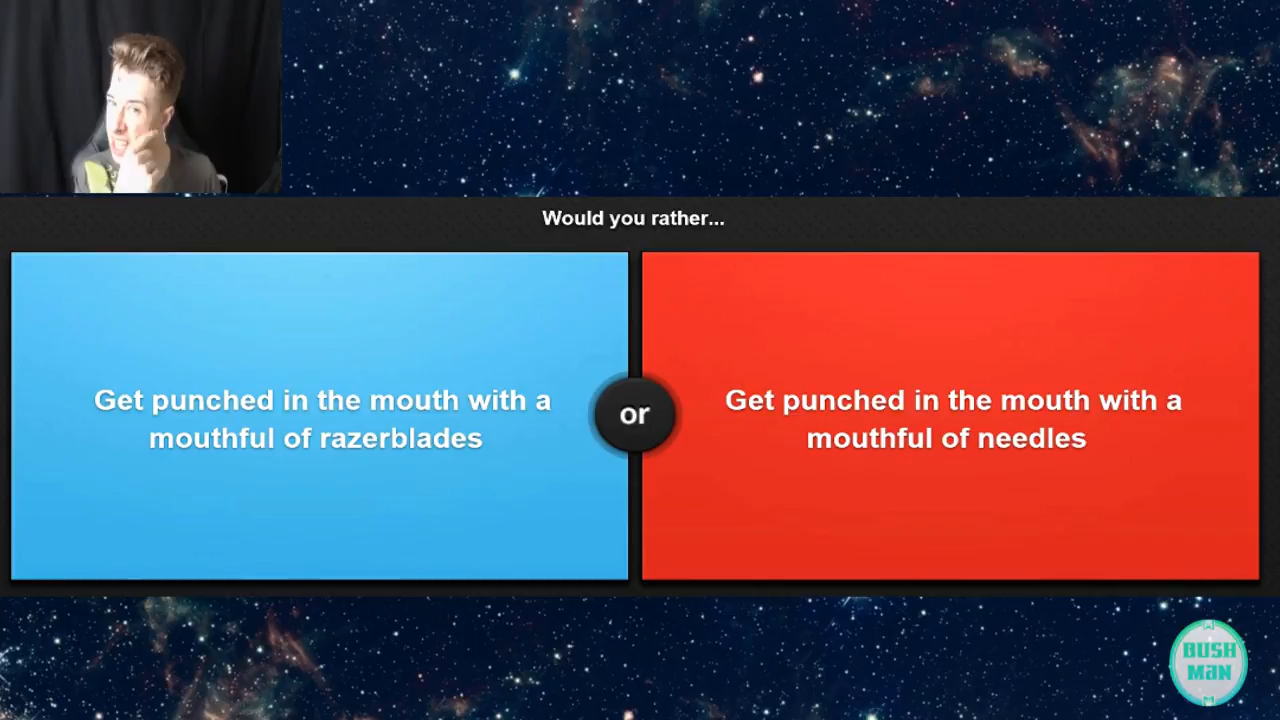 Would you rather...
Get punched in the mouth with a
mouthful of razerblades
or
Get punched in the mouth with a
mouthful of needles
BUSH
MAN